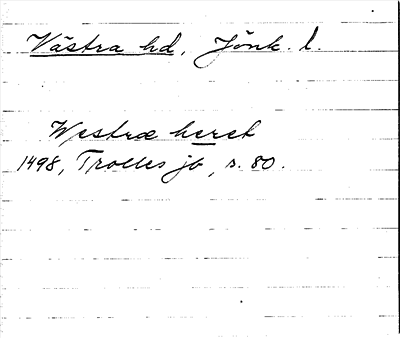 Västra hd, Jönk. l.
Westræ heret
1498, Trolles jb, s. 80.